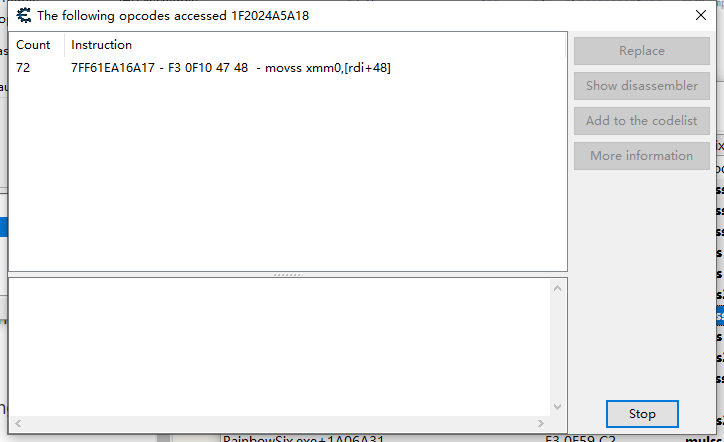 The following opcodes accessed 1F2024A5A18
Count Instruction
72 7FF61EA16A17 - F3 0F10 47 48 - movss xmm0,[rdi+48]
Replace
Show disassembler
Add to the codelist
More information
Stop
RainbowSix.exe+1A06A31 F3 0F59 C2 mulss